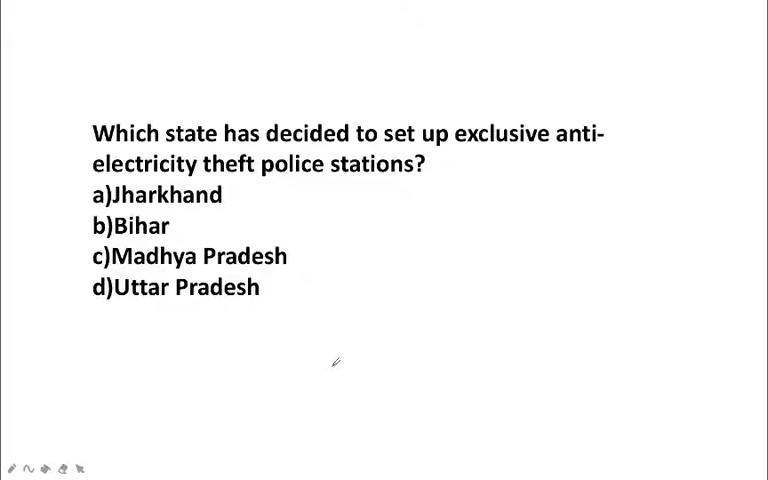 Which state has decided to set up exclusive anti-
electricity theft police stations?
a)Jharkhand
b)Bihar
c)Madhya Pradesh
d)Uttar Pradesh